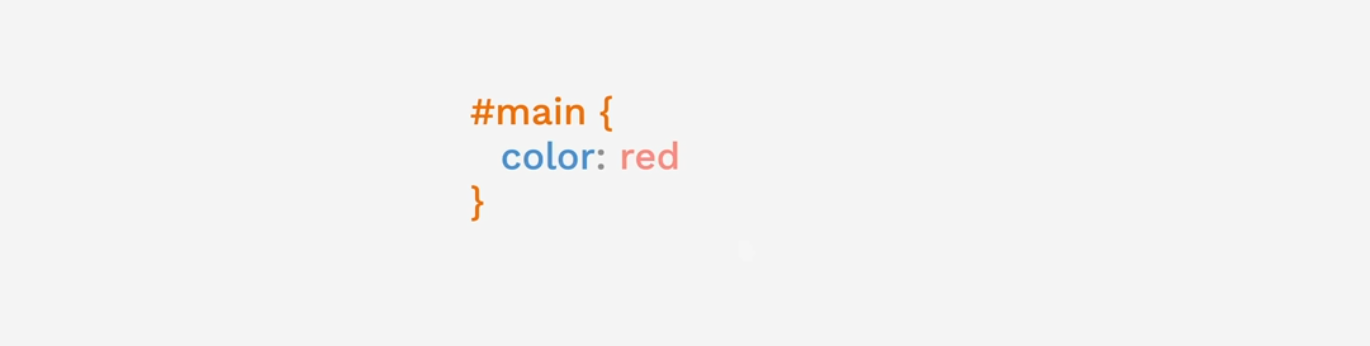 #main {
color: red
}